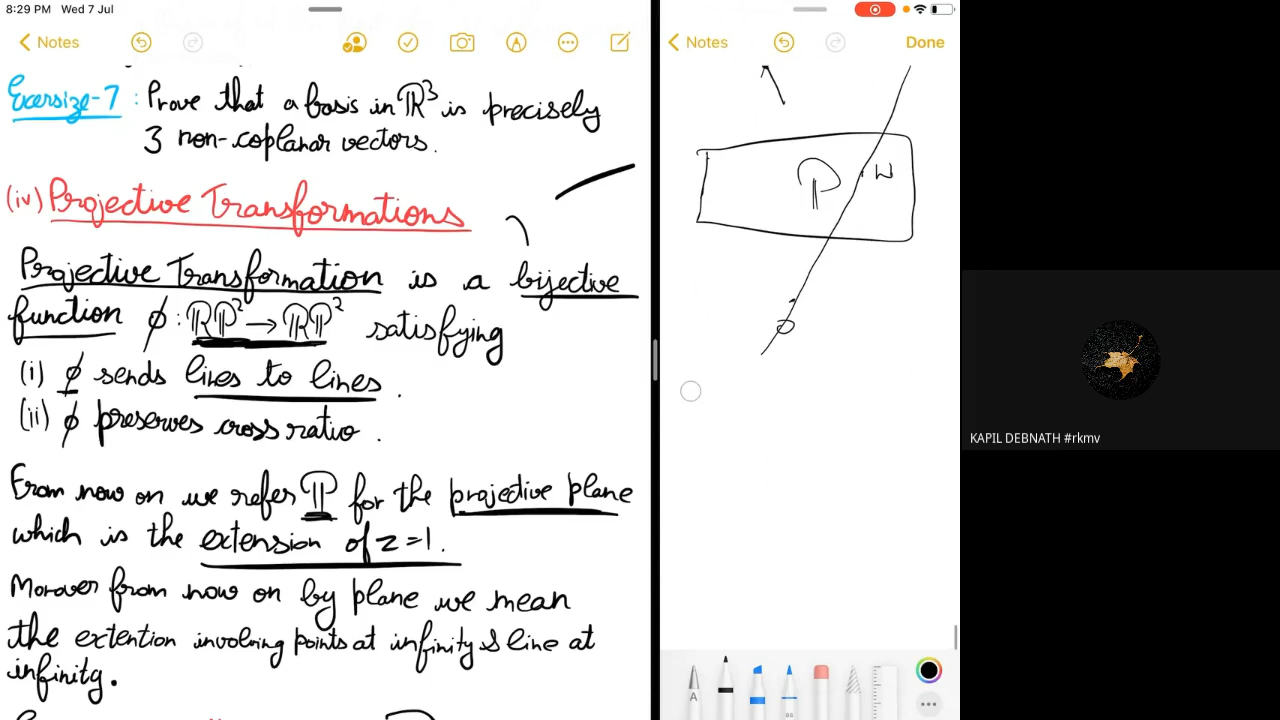 8:29 PM Wed 7 Jul
Notes
Notes
Done
Exersize-7 : Prove that a basis in ℝ³ is precisely
3 non-coplanar vectors.
(iv) Projective Transformations
Projective Transformation is a bijective
function ϕ : ℝℙ² → ℝℙ² satisfying
(i) ϕ sends lines to lines.
(ii) ϕ preserves cross ratio.
From now on we refer ℙ for the projective plane
which is the extension of z=1.
Morover from now on by plane we mean
the extention involving points at infinity & line at
infinity.
ℙ
W
A
KAPIL DEBNATH #rkmv